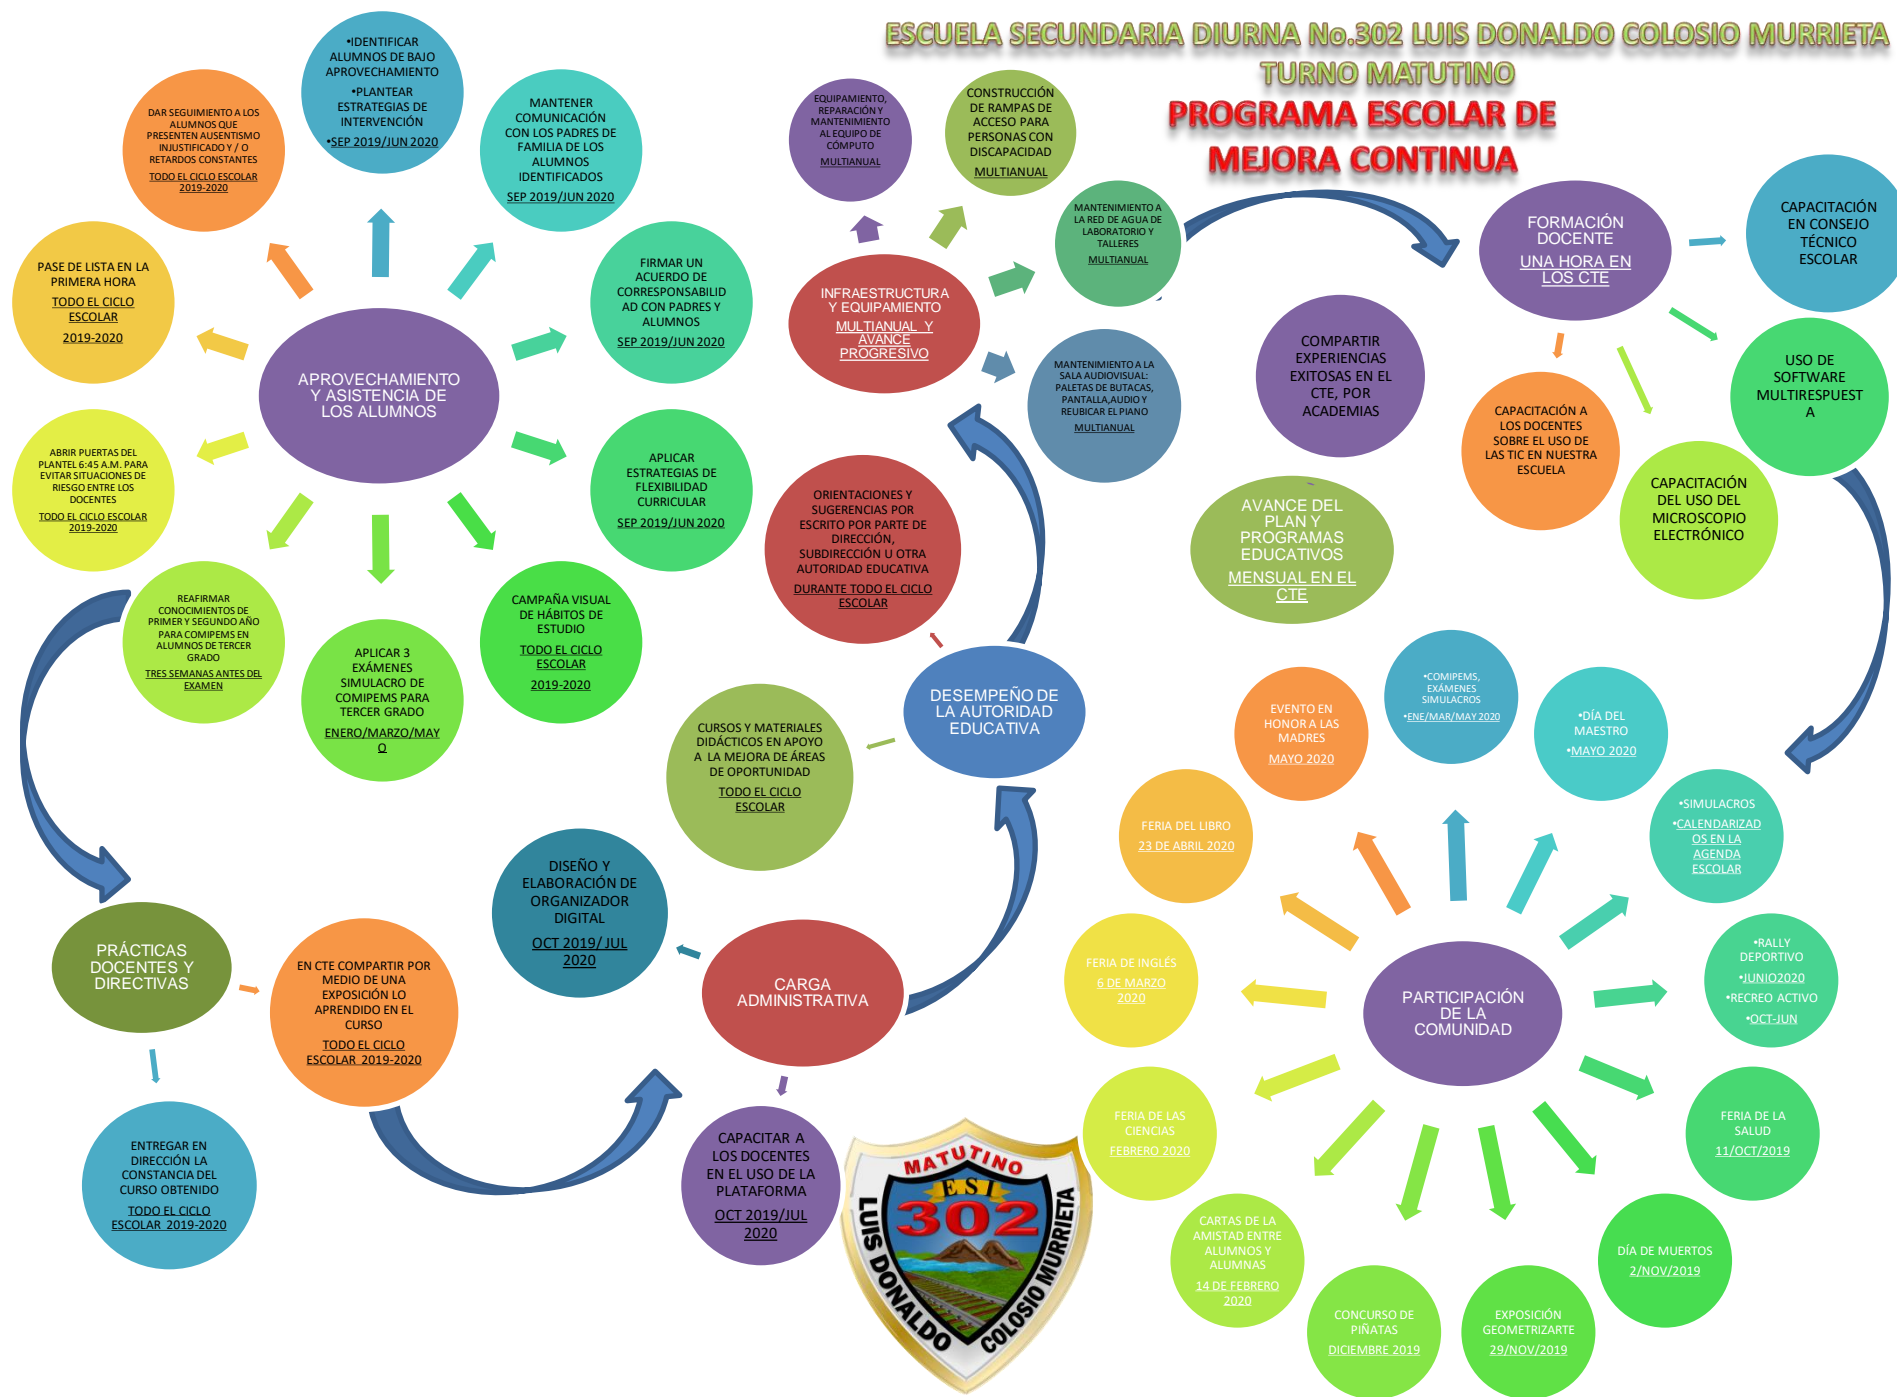 ESCUELA SECUNDARIA DIURNA No.302 LUIS DONALDO COLOSIO MURRIETA
TURNO MATUTINO
PROGRAMA ESCOLAR DE
MEJORA CONTINUA
APROVECHAMIENTO
Y ASISTENCIA DE
LOS ALUMNOS
•IDENTIFICAR
ALUMNOS DE BAJO
APROVECHAMIENTO
•PLANTEAR
ESTRATEGIAS DE
INTERVENCIÓN
•SEP 2019/JUN 2020
MANTENER
COMUNICACIÓN
CON LOS PADRES DE
FAMILIA DE LOS
ALUMNOS
IDENTIFICADOS
SEP 2019/JUN 2020
FIRMAR UN
ACUERDO DE
CORRESPONSABILID
AD CON PADRES Y
ALUMNOS
SEP 2019/JUN 2020
APLICAR
ESTRATEGIAS DE
FLEXIBILIDAD
CURRICULAR
SEP 2019/JUN 2020
CAMPAÑA VISUAL
DE HÁBITOS DE
ESTUDIO
TODO EL CICLO
ESCOLAR
2019-2020
APLICAR 3
EXÁMENES
SIMULACRO DE
COMIPEMS PARA
TERCER GRADO
ENERO/MARZO/MAY
O
REAFIRMAR
CONOCIMIENTOS DE
PRIMER Y SEGUNDO AÑO
PARA COMIPEMS EN
ALUMNOS DE TERCER
GRADO
TRES SEMANAS ANTES DEL
EXAMEN
ABRIR PUERTAS DEL
PLANTEL 6:45 A.M. PARA
EVITAR SITUACIONES DE
RIESGO ENTRE LOS
DOCENTES
TODO EL CICLO ESCOLAR
2019-2020
PASE DE LISTA EN LA
PRIMERA HORA
TODO EL CICLO
ESCOLAR
2019-2020
DAR SEGUIMIENTO A LOS
ALUMNOS QUE
PRESENTEN AUSENTISMO
INJUSTIFICADO Y / O
RETARDOS CONSTANTES
TODO EL CICLO ESCOLAR
2019-2020
PRÁCTICAS
DOCENTES Y
DIRECTIVAS
EN CTE COMPARTIR POR
MEDIO DE UNA
EXPOSICIÓN LO
APRENDIDO EN EL
CURSO
TODO EL CICLO
ESCOLAR 2019-2020
ENTREGAR EN
DIRECCIÓN LA
CONSTANCIA DEL
CURSO OBTENIDO
TODO EL CICLO
ESCOLAR 2019-2020
CARGA
ADMINISTRATIVA
DISEÑO Y
ELABORACIÓN DE
ORGANIZADOR
DIGITAL
OCT 2019/ JUL
2020
CAPACITAR A
LOS DOCENTES
EN EL USO DE LA
PLATAFORMA
OCT 2019/JUL
2020
DESEMPEÑO DE
LA AUTORIDAD
EDUCATIVA
ORIENTACIONES Y
SUGERENCIAS POR
ESCRITO POR PARTE DE
DIRECCIÓN,
SUBDIRECCIÓN U OTRA
AUTORIDAD EDUCATIVA
DURANTE TODO EL CICLO
ESCOLAR
CURSOS Y MATERIALES
DIDÁCTICOS EN APOYO
A LA MEJORA DE ÁREAS
DE OPORTUNIDAD
TODO EL CICLO
ESCOLAR
INFRAESTRUCTURA
Y EQUIPAMIENTO
MULTIANUAL Y
AVANCE
PROGRESIVO
EQUIPAMIENTO,
REPARACIÓN Y
MANTENIMIENTO
AL EQUIPO DE
CÓMPUTO
MULTIANUAL
CONSTRUCCIÓN
DE RAMPAS DE
ACCESO PARA
PERSONAS CON
DISCAPACIDAD
MULTIANUAL
MANTENIMIENTO A
LA RED DE AGUA DE
LABORATORIO Y
TALLERES
MULTIANUAL
MANTENIMIENTO A LA
SALA AUDIOVISUAL:
PALETAS DE BUTACAS,
PANTALLA,AUDIO Y
REUBICAR EL PIANO
MULTIANUAL
FORMACIÓN
DOCENTE
UNA HORA EN
LOS CTE
CAPACITACIÓN
EN CONSEJO
TÉCNICO
ESCOLAR
USO DE
SOFTWARE
MULTIRESPUEST
A
CAPACITACIÓN
DEL USO DEL
MICROSCOPIO
ELECTRÓNICO
CAPACITACIÓN A
LOS DOCENTES
SOBRE EL USO DE
LAS TIC EN NUESTRA
ESCUELA
COMPARTIR
EXPERIENCIAS
EXITOSAS EN EL
CTE, POR
ACADEMIAS
AVANCE DEL
PLAN Y
PROGRAMAS
EDUCATIVOS
MENSUAL EN EL
CTE
PARTICIPACIÓN
DE LA
COMUNIDAD
•COMIPEMS,
EXÁMENES
SIMULACROS
•ENE/MAR/MAY 2020
•DÍA DEL
MAESTRO
•MAYO 2020
•SIMULACROS
•CALENDARIZAD
OS EN LA
AGENDA
ESCOLAR
•RALLY
DEPORTIVO
•JUNIO2020
•RECREO ACTIVO
•OCT-JUN
FERIA DE LA
SALUD
11/OCT/2019
DÍA DE MUERTOS
2/NOV/2019
EXPOSICIÓN
GEOMETRIZARTE
29/NOV/2019
CONCURSO DE
PIÑATAS
DICIEMBRE 2019
CARTAS DE LA
AMISTAD ENTRE
ALUMNOS Y
ALUMNAS
14 DE FEBRERO
2020
FERIA DE LAS
CIENCIAS
FEBRERO 2020
FERIA DE INGLÉS
6 DE MARZO
2020
FERIA DEL LIBRO
23 DE ABRIL 2020
EVENTO EN
HONOR A LAS
MADRES
MAYO 2020
MATUTINO
ESI
302
LUIS DONALDO
COLOSIO MURRIETA